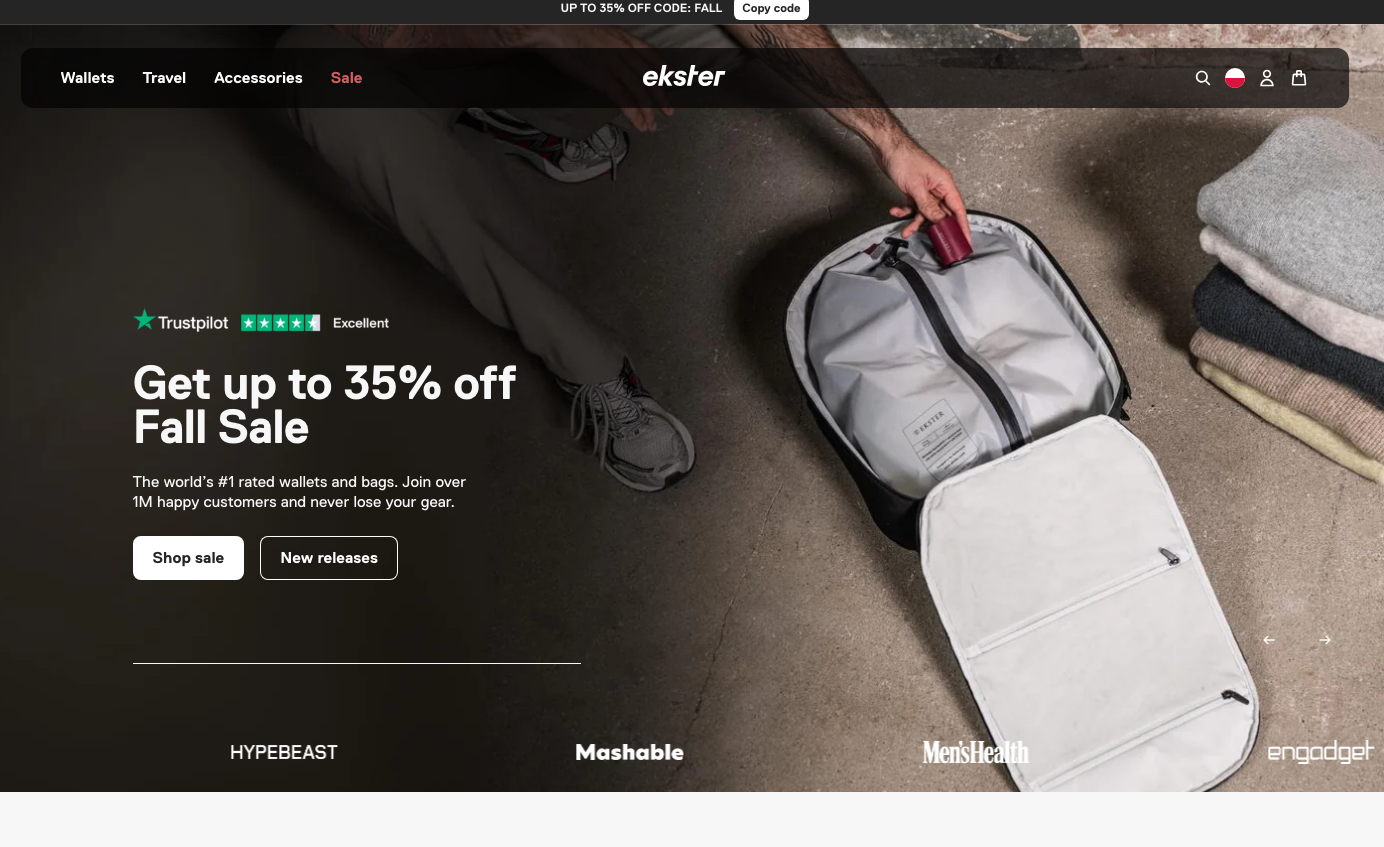 UP TO 35% OFF CODE: FALL
Copy code
Wallets
Travel
Accessories
Sale
ekster
Trustpilot
Excellent
Get up to 35% off
Fall Sale
The world's #1 rated wallets and bags. Join over
1M happy customers and never lose your gear.
Shop sale
New releases
EKSTER
HYPEBEAST
Mashable
Men'sHealth
engadget